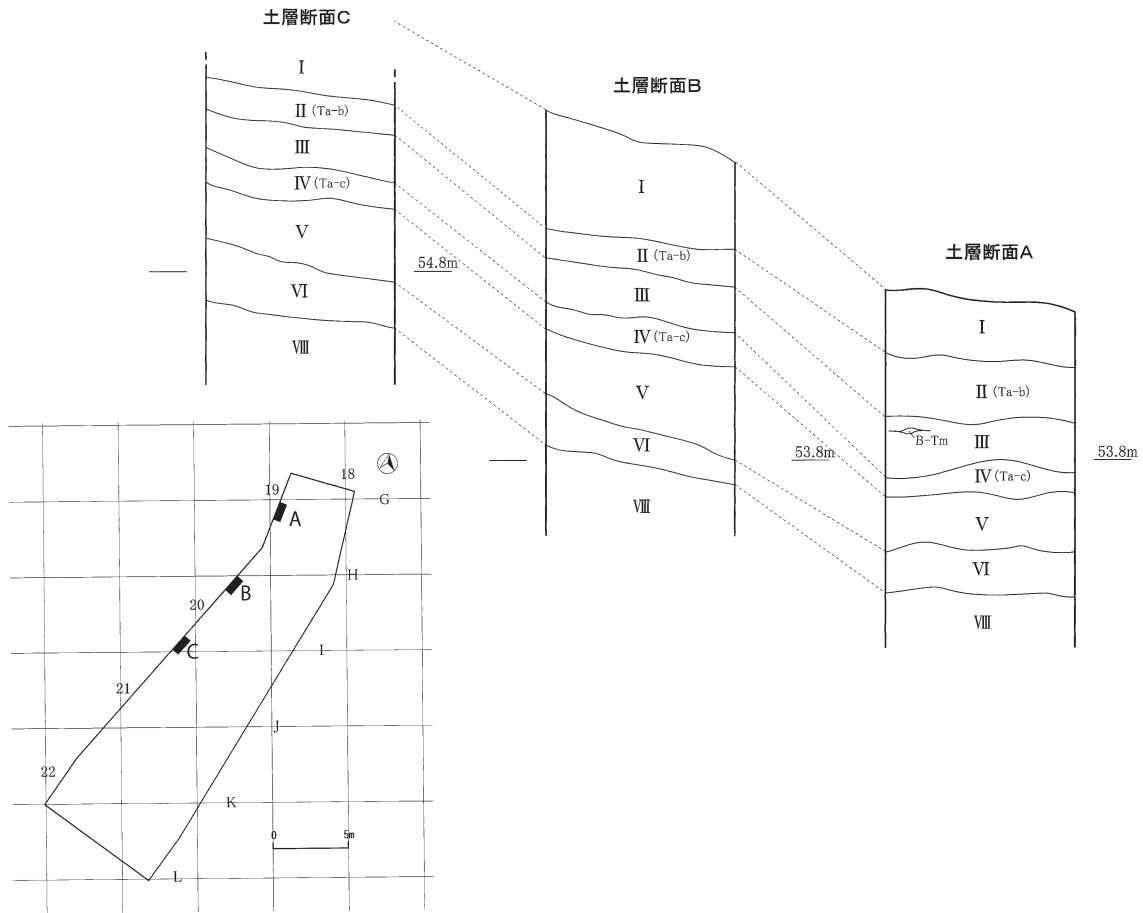 土層断面C
I
II (Ta-b)
III
IV (Ta-c)
V
VI
VIII
54.8m
土層断面B
I
II (Ta-b)
III
IV (Ta-c)
V
VI
VIII
53.8m
土層断面A
I
II (Ta-b)
III
B-Tm
IV (Ta-c)
V
VI
VIII
53.8m
18
19
G
A
H
B
20
C
I
21
J
22
K
0 5m
L